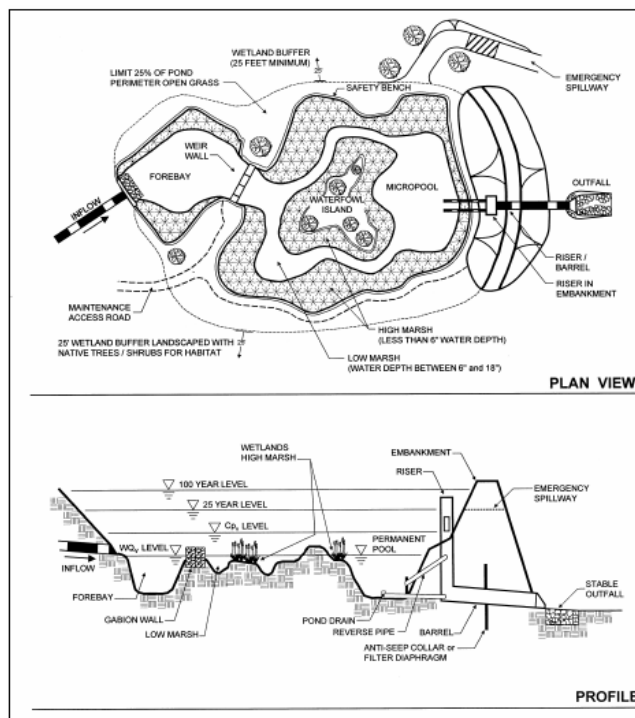 WETLAND BUFFER
(25 FEET MINIMUM)
25'
LIMIT 25% OF POND
PERIMETER OPEN GRASS
SAFETY BENCH
EMERGENCY
SPILLWAY
WEIR
WALL
FOREBAY
WATERFOWL
ISLAND
MICROPOOL
OUTFALL
INFLOW
RISER /
BARREL
RISER IN
EMBANKMENT
MAINTENANCE
ACCESS ROAD
HIGH MARSH
(LESS THAN 6" WATER DEPTH)
25' WETLAND BUFFER LANDSCAPED WITH
NATIVE TREES / SHRUBS FOR HABITAT
25'
LOW MARSH
(WATER DEPTH BETWEEN 6" and 18")
PLAN VIEW
WETLANDS
HIGH MARSH
EMBANKMENT
RISER
100 YEAR LEVEL
EMERGENCY
SPILLWAY
25 YEAR LEVEL
Cpv LEVEL
WQv LEVEL
PERMANENT
POOL
INFLOW
FOREBAY
STABLE
OUTFALL
GABION WALL
LOW MARSH
POND DRAIN
REVERSE PIPE
BARREL
ANTI-SEEP COLLAR or
FILTER DIAPHRAGM
PROFILE